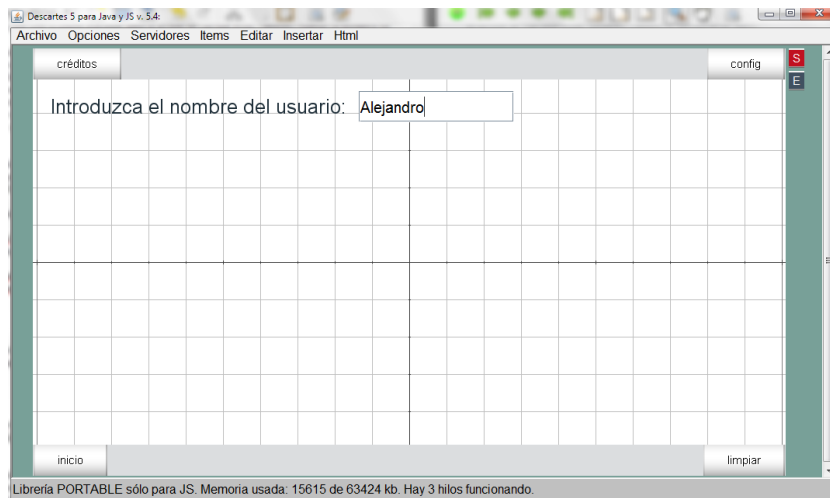 Descartes 5 para Java y JS v. 5.4:
Archivo Opciones Servidores Items Editar Insertar Html
créditos
config
S
E
Introduzca el nombre del usuario: Alejandro
inicio
limpiar
Librería PORTABLE sólo para JS. Memoria usada: 15615 de 63424 kb. Hay 3 hilos funcionando.